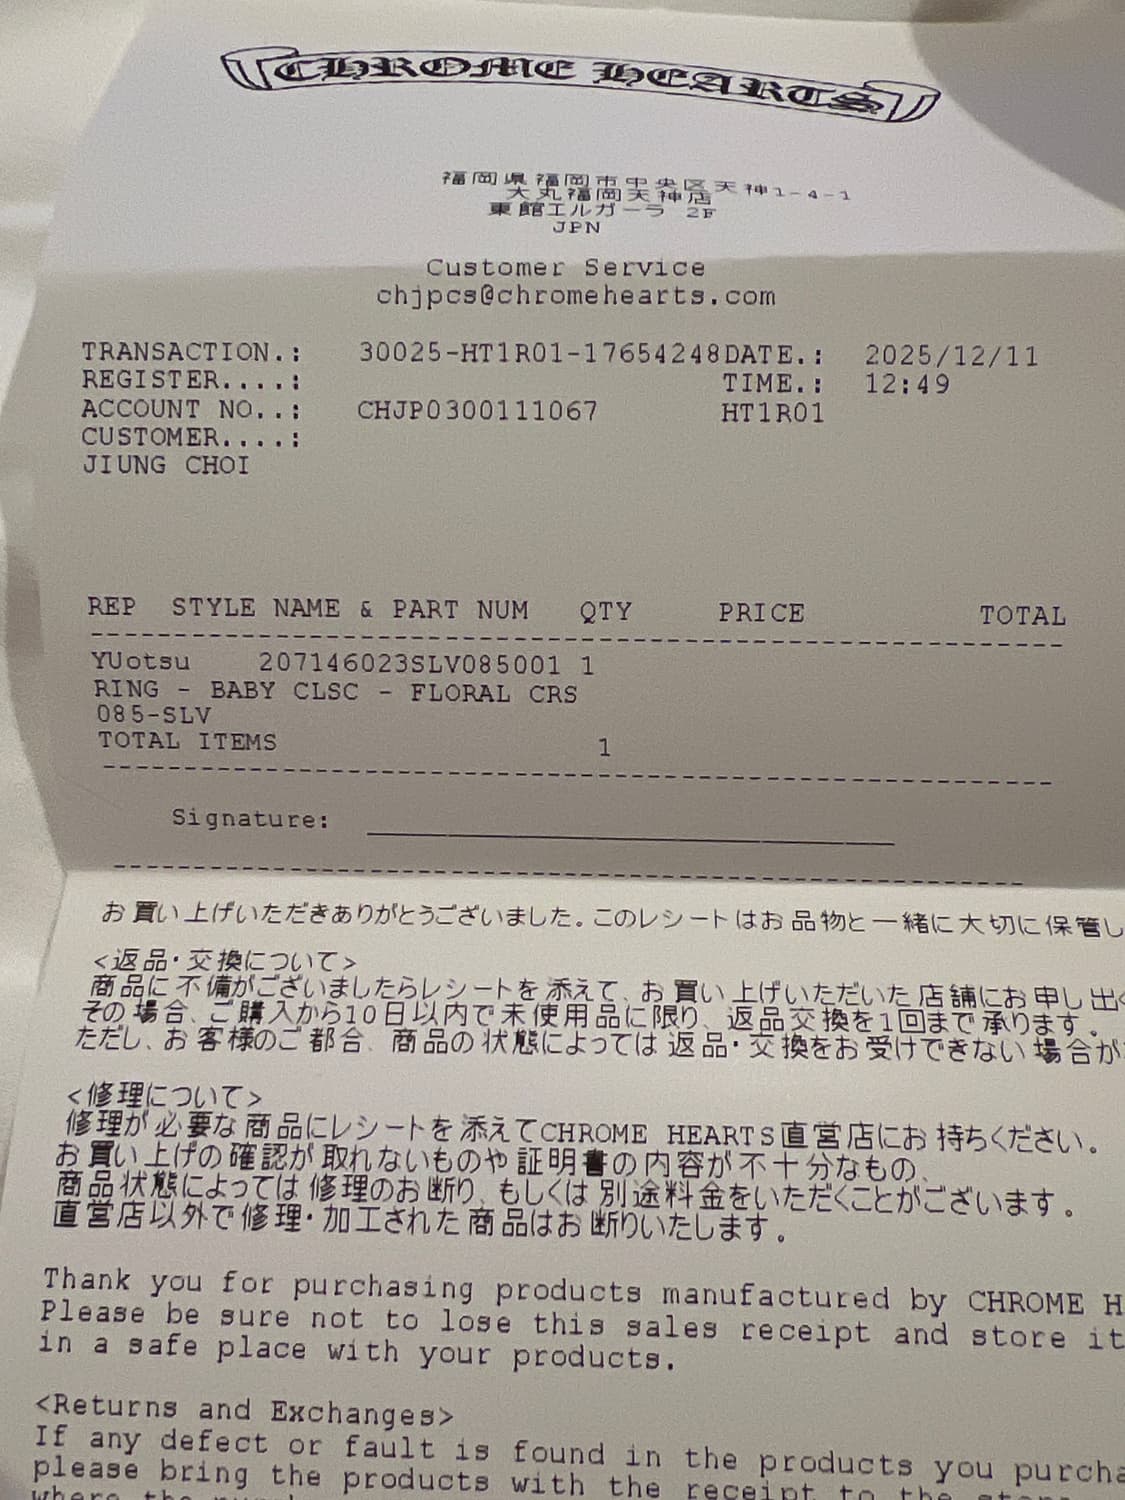 CHROME HEARTS
福岡県福岡市中央区天神1-4-1
大丸福岡天神店
東館エルガーラ 2F
JPN
Customer Service
chjpcs@chromehearts.com
TRANSACTION.: 30025-HT1R01-17654248DATE.: 2025/12/11
REGISTER....: TIME.: 12:49
ACCOUNT NO..: CHJP0300111067 HT1R01
CUSTOMER....:
JIUNG CHOI
REP STYLE NAME & PART NUM QTY PRICE TOTAL
YUotsu 207146023SLV085001 1
RING - BABY CLSC - FLORAL CRS
085-SLV
TOTAL ITEMS 1
Signature:
お買い上げいただきありがとうございました。このレシートはお品物と一緒に大切に保管し
<返品・交換について>
商品に不備がございましたらレシートを添えて、お買い上げいただいた店舗にお申し出く
その場合、ご購入から10日以内で未使用品に限り、返品交換を1回まで承ります。
ただし、お客様のご都合、商品の状態によっては返品・交換をお受けできない場合が
<修理について>
修理が必要な商品にレシートを添えてCHROME HEARTS直営店にお持ちください。
お買い上げの確認が取れないものや証明書の内容が不十分なもの、
商品状態によっては修理のお断り、もしくは別途料金をいただくことがございます。
直営店以外で修理・加工された商品はお断りいたします。
Thank you for purchasing products manufactured by CHROME H
Please be sure not to lose this sales receipt and store it
in a safe place with your products.
<Returns and Exchanges>
If any defect or fault is found in the products you purcha
please bring the products with the receipt to the store
where the